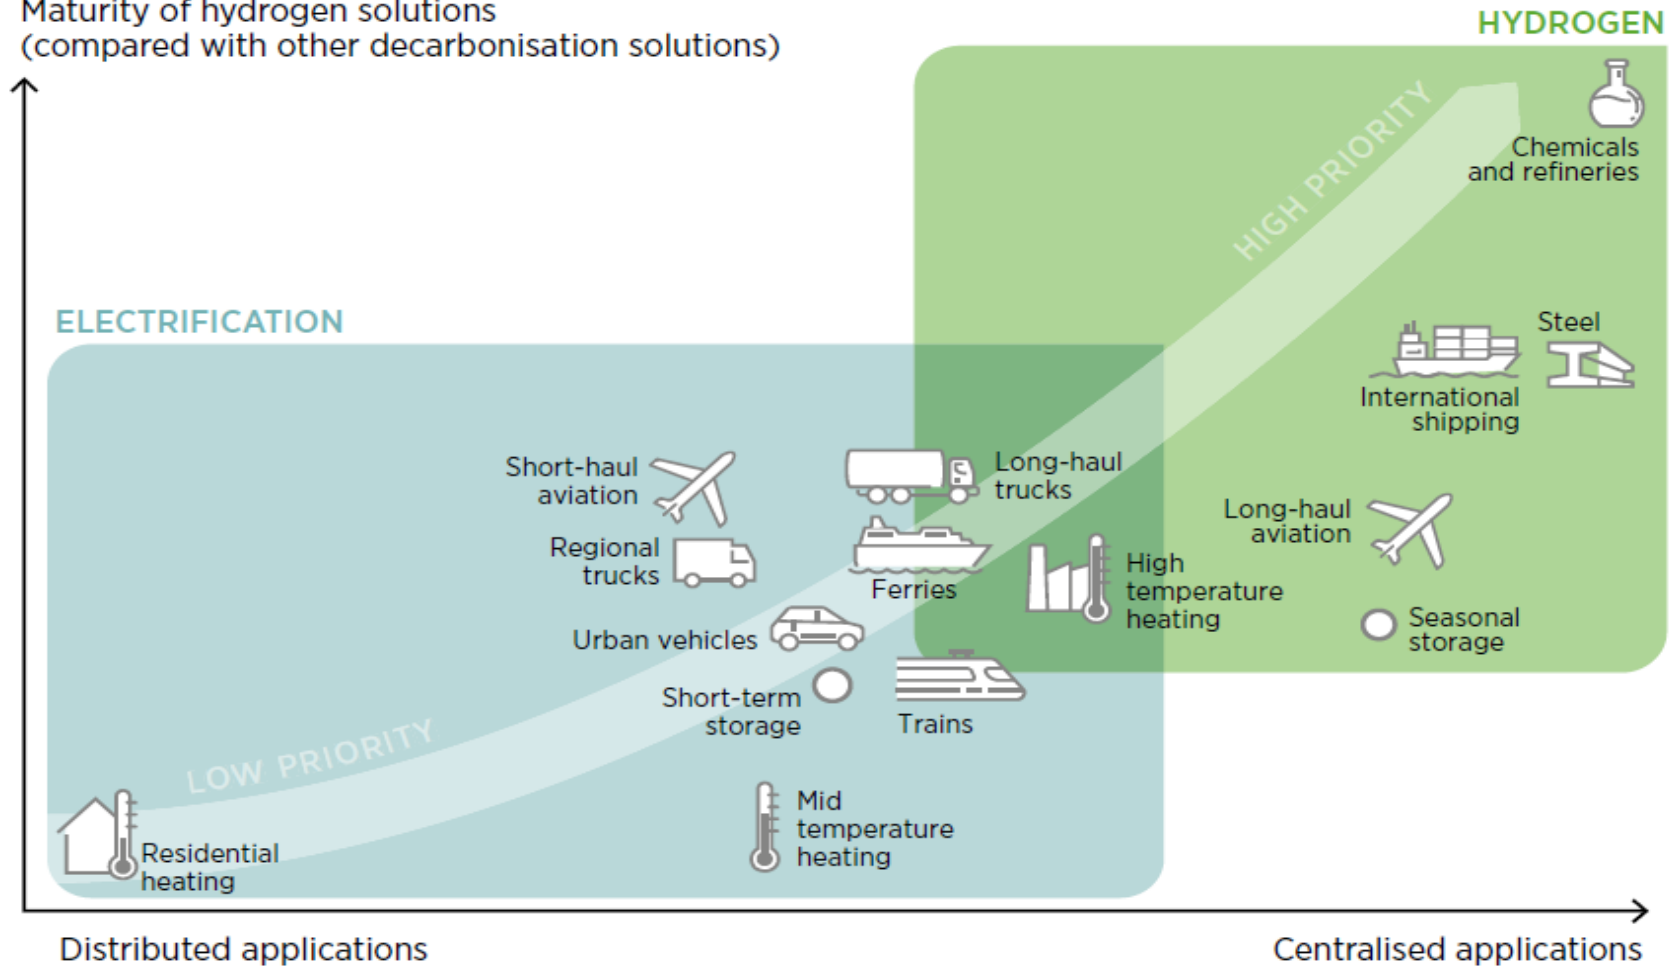 Maturity of hydrogen solutions
(compared with other decarbonisation solutions)
HYDROGEN
HIGH PRIORITY
Chemicals
and refineries
ELECTRIFICATION
Steel
International
shipping
Short-haul
aviation
Long-haul
trucks
Long-haul
aviation
Regional
trucks
Ferries
High
temperature
heating
Urban vehicles
Seasonal
storage
Short-term
storage
Trains
LOW PRIORITY
Mid
temperature
heating
Residential
heating
Distributed applications
Centralised applications